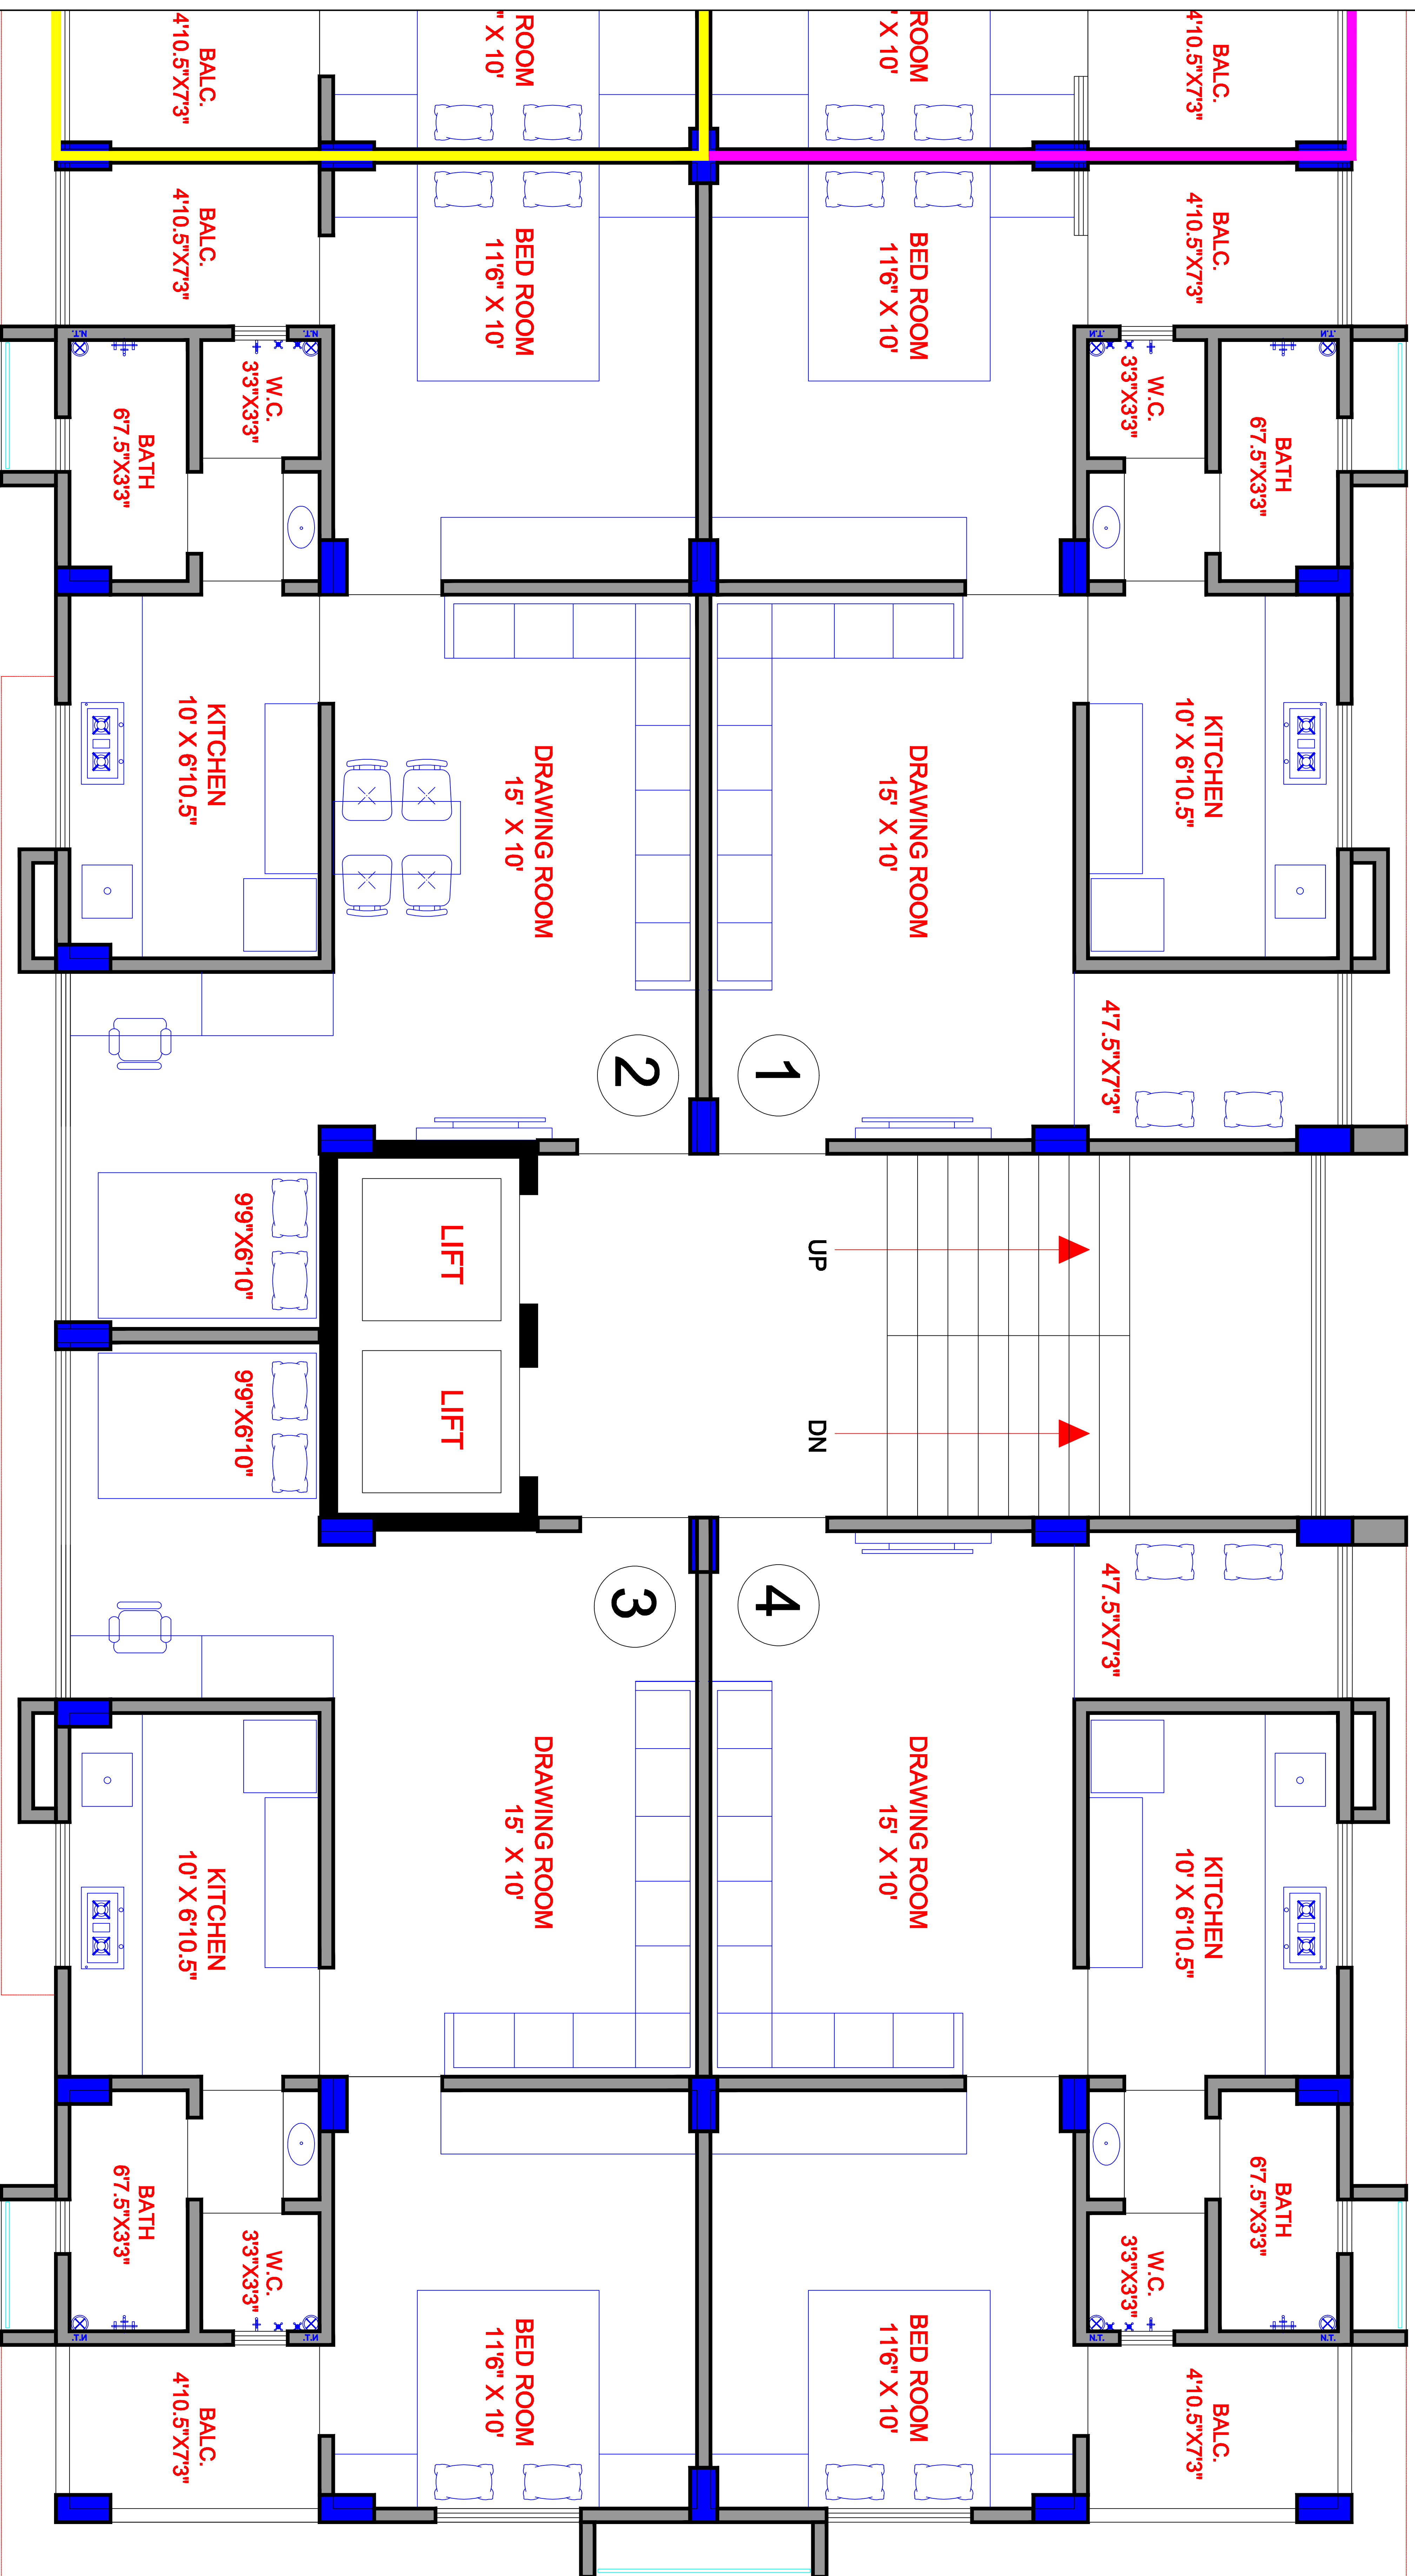 BALC.
4'10.5"X7'3"
ROOM
" X 10'
ROOM
" X 10'
BALC.
4'10.5"X7'3"
BALC.
4'10.5"X7'3"
BED ROOM
11'6" X 10'
BED ROOM
11'6" X 10'
BALC.
4'10.5"X7'3"
N.T.
N.T.
N.T.
N.T.
BATH
6'7.5"X3'3"
W.C.
3'3"X3'3"
W.C.
3'3"X3'3"
BATH
6'7.5"X3'3"
KITCHEN
10' X 6'10.5"
DRAWING ROOM
15' X 10'
DRAWING ROOM
15' X 10'
KITCHEN
10' X 6'10.5"
2
1
4'7.5"X7'3"
9'9"X6'10"
LIFT
UP
9'9"X6'10"
LIFT
DN
3
4
4'7.5"X7'3"
KITCHEN
10' X 6'10.5"
DRAWING ROOM
15' X 10'
DRAWING ROOM
15' X 10'
KITCHEN
10' X 6'10.5"
BATH
6'7.5"X3'3"
W.C.
3'3"X3'3"
W.C.
3'3"X3'3"
BATH
6'7.5"X3'3"
N.T.
N.T.
N.T.
N.T.
BALC.
4'10.5"X7'3"
BED ROOM
11'6" X 10'
BED ROOM
11'6" X 10'
BALC.
4'10.5"X7'3"